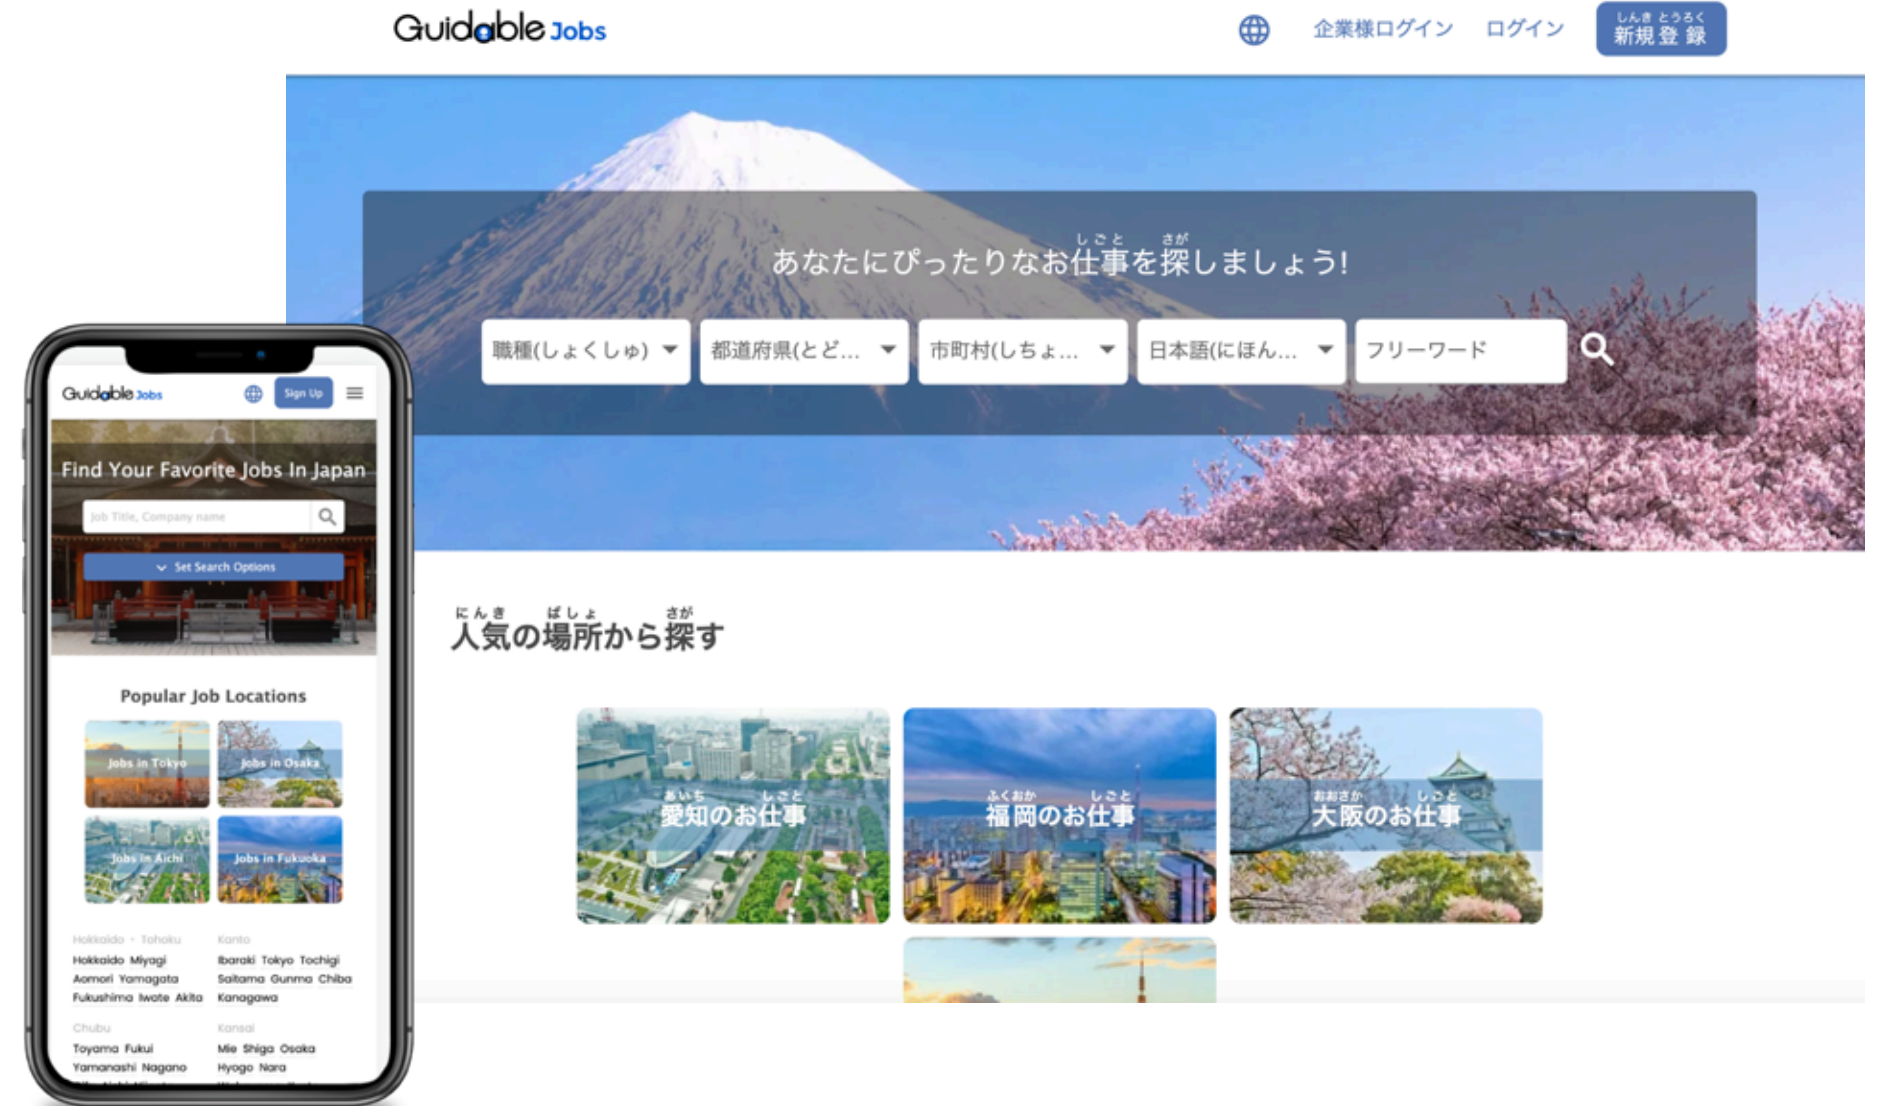 Guidable Jobs
企業様ログイン
ログイン
しんき とうろく
新規登録
しごと さが
あなたにぴったりなお仕事を探しましょう!
職種(しょくしゅ)
都道府県(とど...
市町村(しちょ...
日本語(にほん...
フリーワード
にんき ばしょ さが
人気の場所から探す
あいち しごと
愛知のお仕事
ふくおか しごと
福岡のお仕事
おおさか しごと
大阪のお仕事
Guidable Jobs
Sign Up
Find Your Favorite Jobs In Japan
Job Title, Company name
Set Search Options
Popular Job Locations
Jobs in Tokyo
Jobs in Osaka
Jobs in Aichi
Jobs in Fukuoka
Hokkaido・Tohoku
Hokkaido Miyagi
Aomori Yamagata
Fukushima Iwate Akita
Kanto
Ibaraki Tokyo Tochigi
Saitama Gunma Chiba
Kanagawa
Chubu
Toyama Fukui
Yamanashi Nagano
Kansai
Mie Shiga Osaka
Hyogo Nara